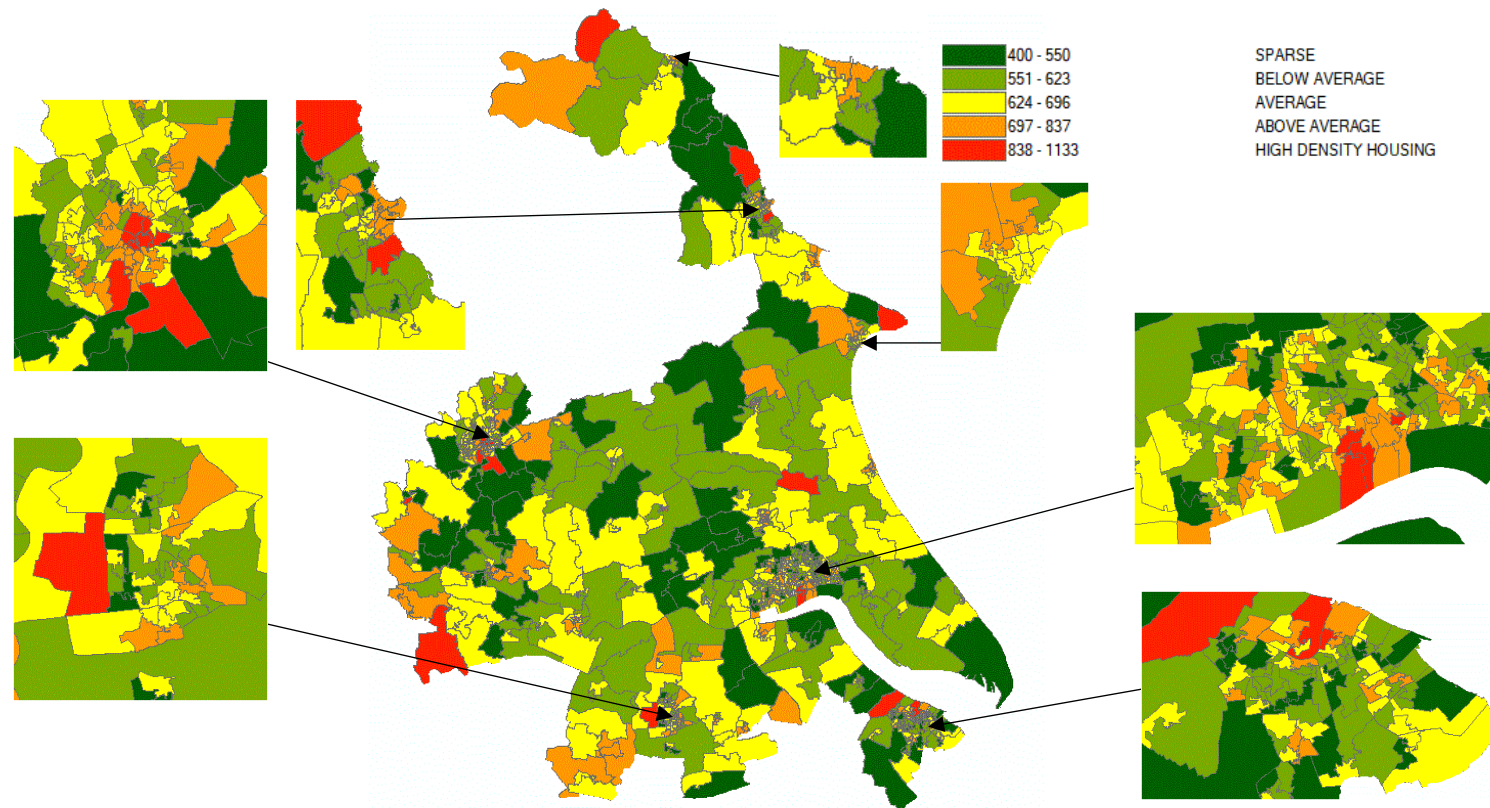 400 - 550 SPARSE
551 - 623 BELOW AVERAGE
624 - 696 AVERAGE
697 - 837 ABOVE AVERAGE
838 - 1133 HIGH DENSITY HOUSING